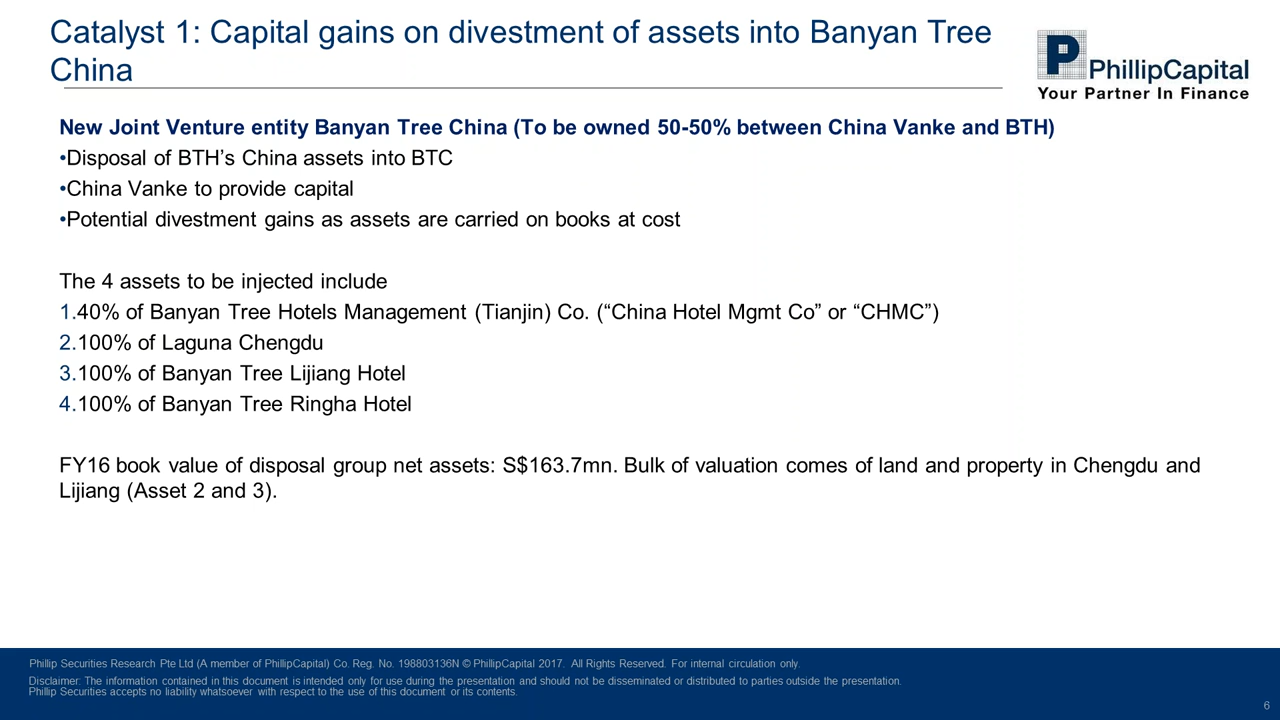 Catalyst 1: Capital gains on divestment of assets into Banyan Tree
China
PhillipCapital
Your Partner In Finance
New Joint Venture entity Banyan Tree China (To be owned 50-50% between China Vanke and BTH)
•Disposal of BTH’s China assets into BTC
•China Vanke to provide capital
•Potential divestment gains as assets are carried on books at cost
The 4 assets to be injected include
1.40% of Banyan Tree Hotels Management (Tianjin) Co. (“China Hotel Mgmt Co” or “CHMC”)
2.100% of Laguna Chengdu
3.100% of Banyan Tree Lijiang Hotel
4.100% of Banyan Tree Ringha Hotel
FY16 book value of disposal group net assets: S$163.7mn. Bulk of valuation comes of land and property in Chengdu and
Lijiang (Asset 2 and 3).
Phillip Securities Research Pte Ltd (A member of PhillipCapital) Co. Reg. No. 198803136N © PhillipCapital 2017. All Rights Reserved. For internal circulation only.
Disclaimer: The information contained in this document is intended only for use during the presentation and should not be disseminated or distributed to parties outside the presentation.
Phillip Securities accepts no liability whatsoever with respect to the use of this document or its contents.
6